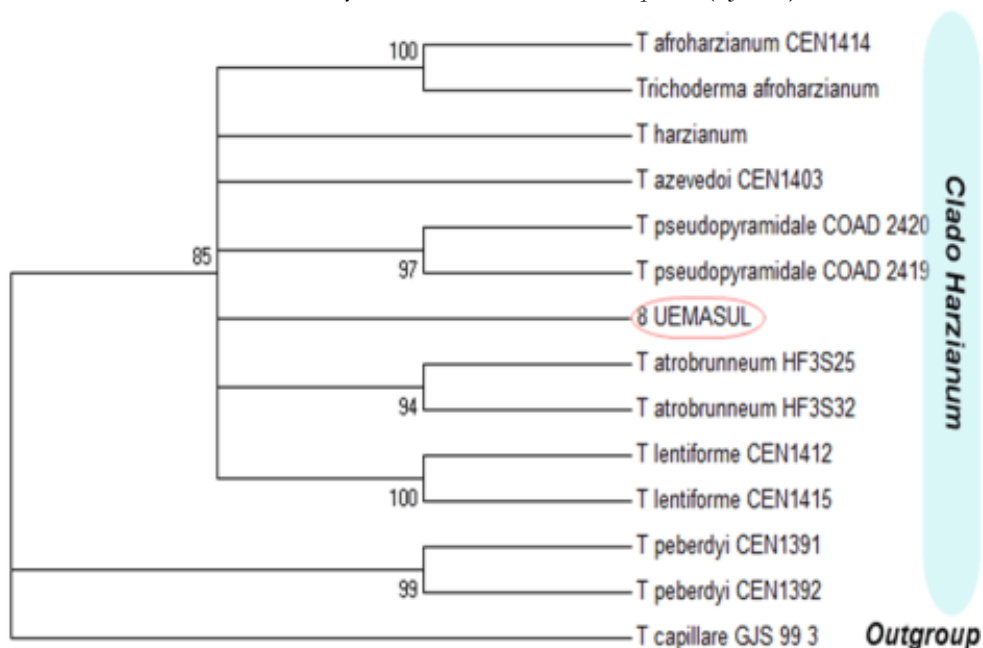 100
T afroharzianum CEN1414
Trichoderma afroharzianum
T harzianum
T azevedoi CEN1403
T pseudopyramidale COAD 2420
85
97
T pseudopyramidale COAD 2419
8 UEMASUL
T atrobrunneum HF3S25
94
T atrobrunneum HF3S32
T lentiforme CEN1412
100
T lentiforme CEN1415
T peberdyi CEN1391
99
T peberdyi CEN1392
T capillare GJS 99 3
Outgroup
Clado Harzianum